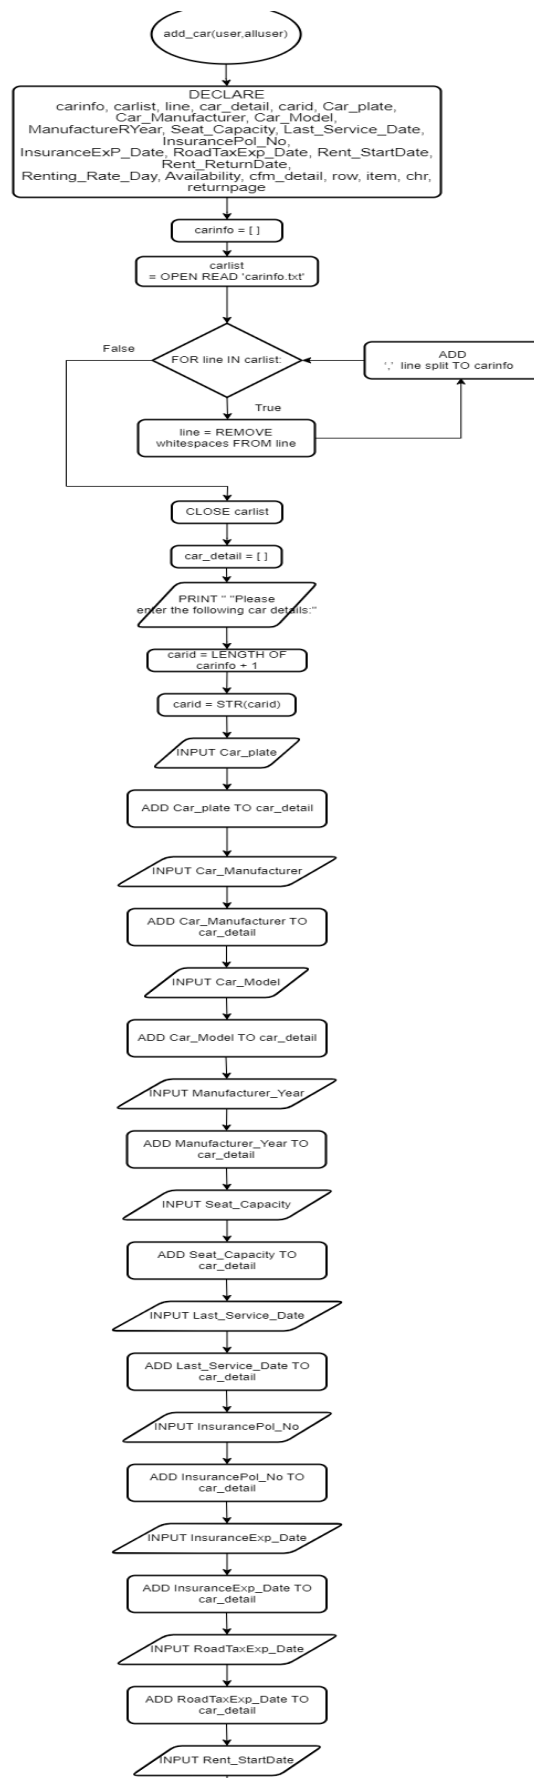 add_car(user,alluser)
DECLARE
carinfo, carlist, line, car_detail, carid, Car_plate,
Car_Manufacturer, Car_Model,
ManufactureRYear, Seat_Capacity, Last_Service_Date,
InsurancePol_No,
InsuranceExP_Date, RoadTaxExp_Date, Rent_StartDate,
Rent_ReturnDate,
Renting_Rate_Day, Availability, cfm_detail, row, item, chr,
returnpage
carinfo = [ ]
carlist
= OPEN READ 'carinfo.txt'
FOR line IN carlist:
False
True
ADD
',' line split TO carinfo
line = REMOVE
whitespaces FROM line
CLOSE carlist
car_detail = [ ]
PRINT " "Please
enter the following car details:"
carid = LENGTH OF
carinfo + 1
carid = STR(carid)
INPUT Car_plate
ADD Car_plate TO car_detail
INPUT Car_Manufacturer
ADD Car_Manufacturer TO
car_detail
INPUT Car_Model
ADD Car_Model TO car_detail
INPUT Manufacturer_Year
ADD Manufacturer_Year TO
car_detail
INPUT Seat_Capacity
ADD Seat_Capacity TO
car_detail
INPUT Last_Service_Date
ADD Last_Service_Date TO
car_detail
INPUT InsurancePol_No
ADD InsurancePol_No TO
car_detail
INPUT InsuranceExp_Date
ADD InsuranceExp_Date TO
car_detail
INPUT RoadTaxExp_Date
ADD RoadTaxExp_Date TO
car_detail
INPUT Rent_StartDate